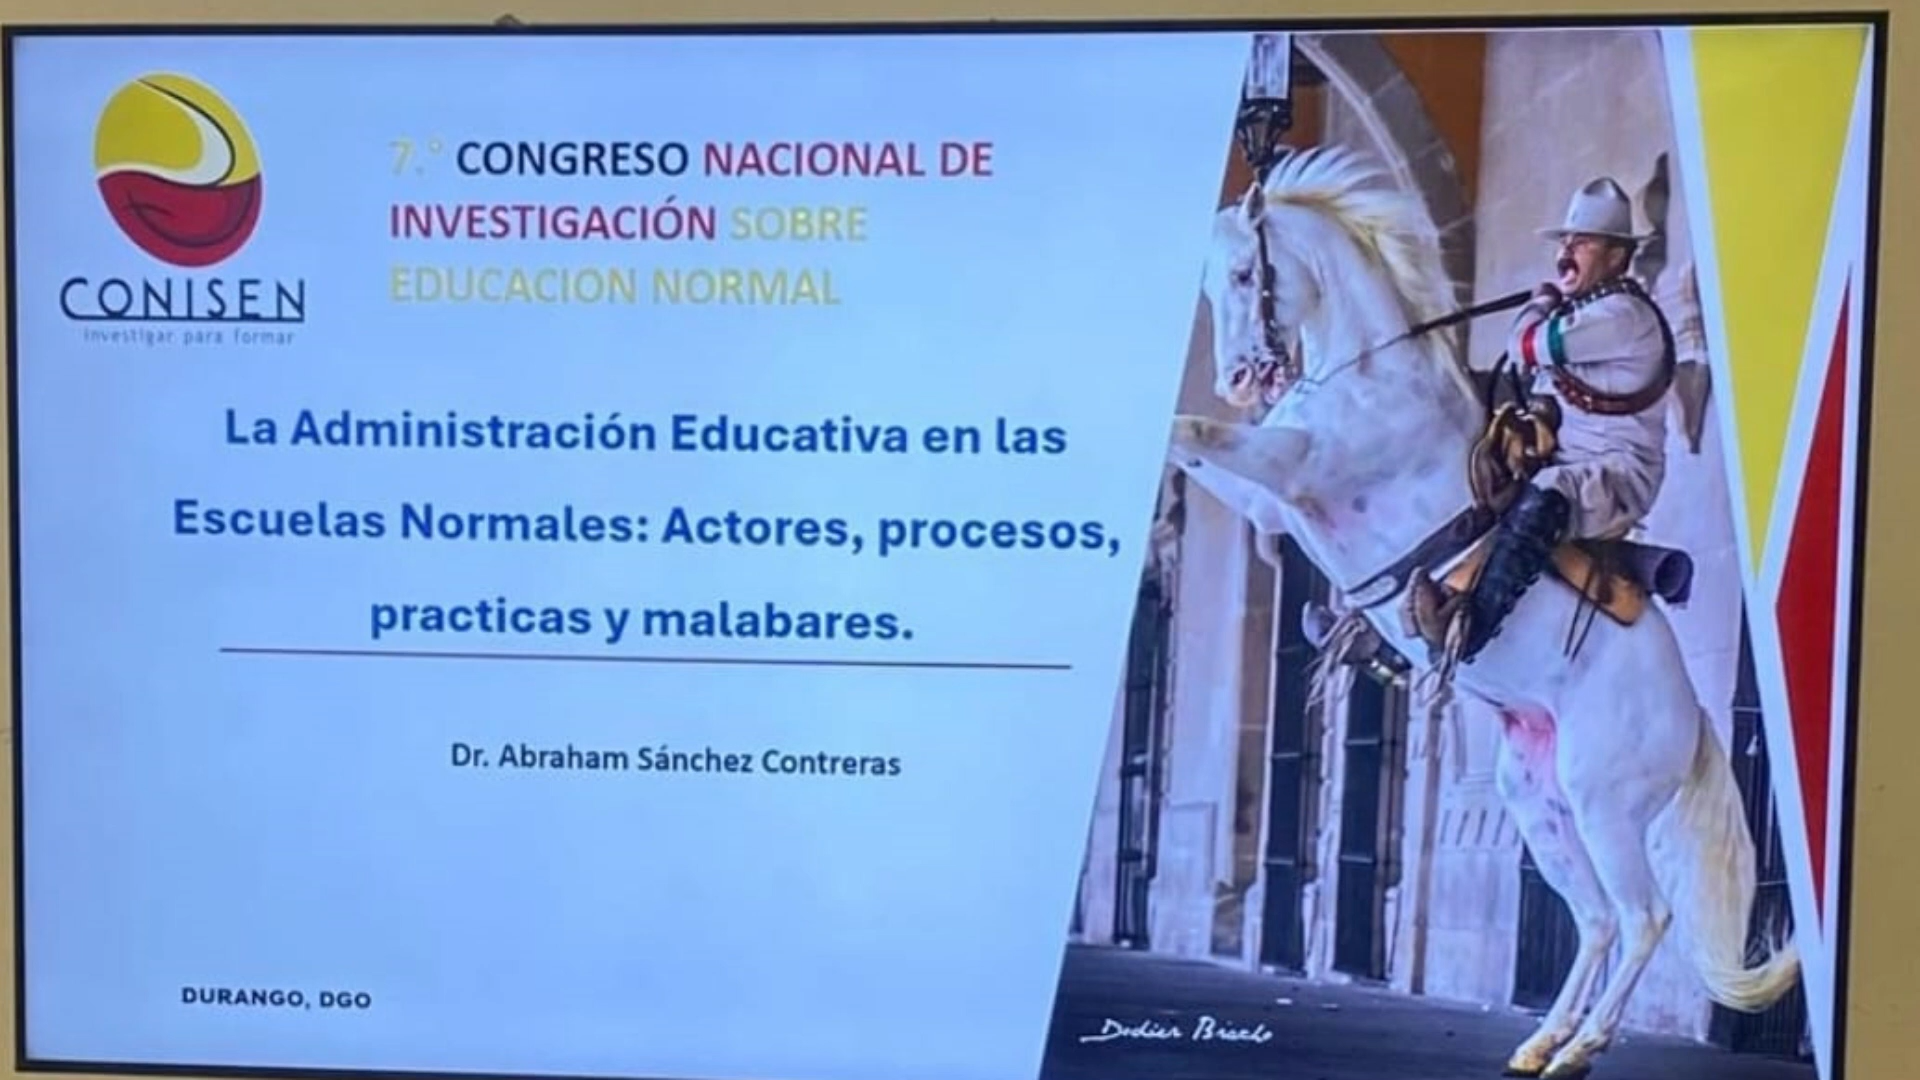 7.° CONGRESO NACIONAL DE
INVESTIGACIÓN SOBRE
EDUCACION NORMAL
CONISEN
Investigar para formar
La Administración Educativa en las
Escuelas Normales: Actores, procesos,
practicas y malabares.
Dr. Abraham Sánchez Contreras
DURANGO, DGO